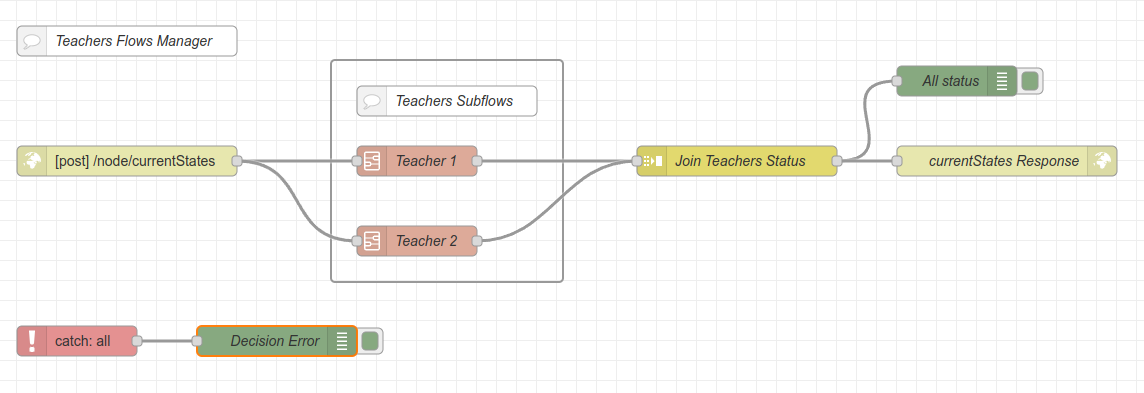 Teachers Flows Manager
Teachers Subflows
All status
[post] /node/currentStates
Teacher 1
Join Teachers Status
currentStates Response
Teacher 2
catch: all
Decision Error